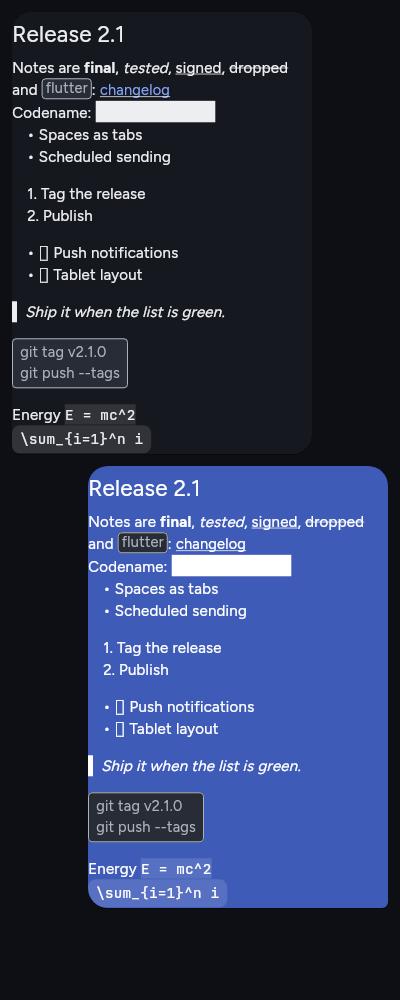 Release 2.1
Notes are final, tested, signed, dropped
and flutter: changelog
Codename:
• Spaces as tabs
• Scheduled sending
1. Tag the release
2. Publish
• ▯ Push notifications
• ▯ Tablet layout
Ship it when the list is green.
git tag v2.1.0
git push --tags
Energy E = mc^2
\sum_{i=1}^n i
Release 2.1
Notes are final, tested, signed, dropped
and flutter: changelog
Codename:
• Spaces as tabs
• Scheduled sending
1. Tag the release
2. Publish
• ▯ Push notifications
• ▯ Tablet layout
Ship it when the list is green.
git tag v2.1.0
git push --tags
Energy E = mc^2
\sum_{i=1}^n i